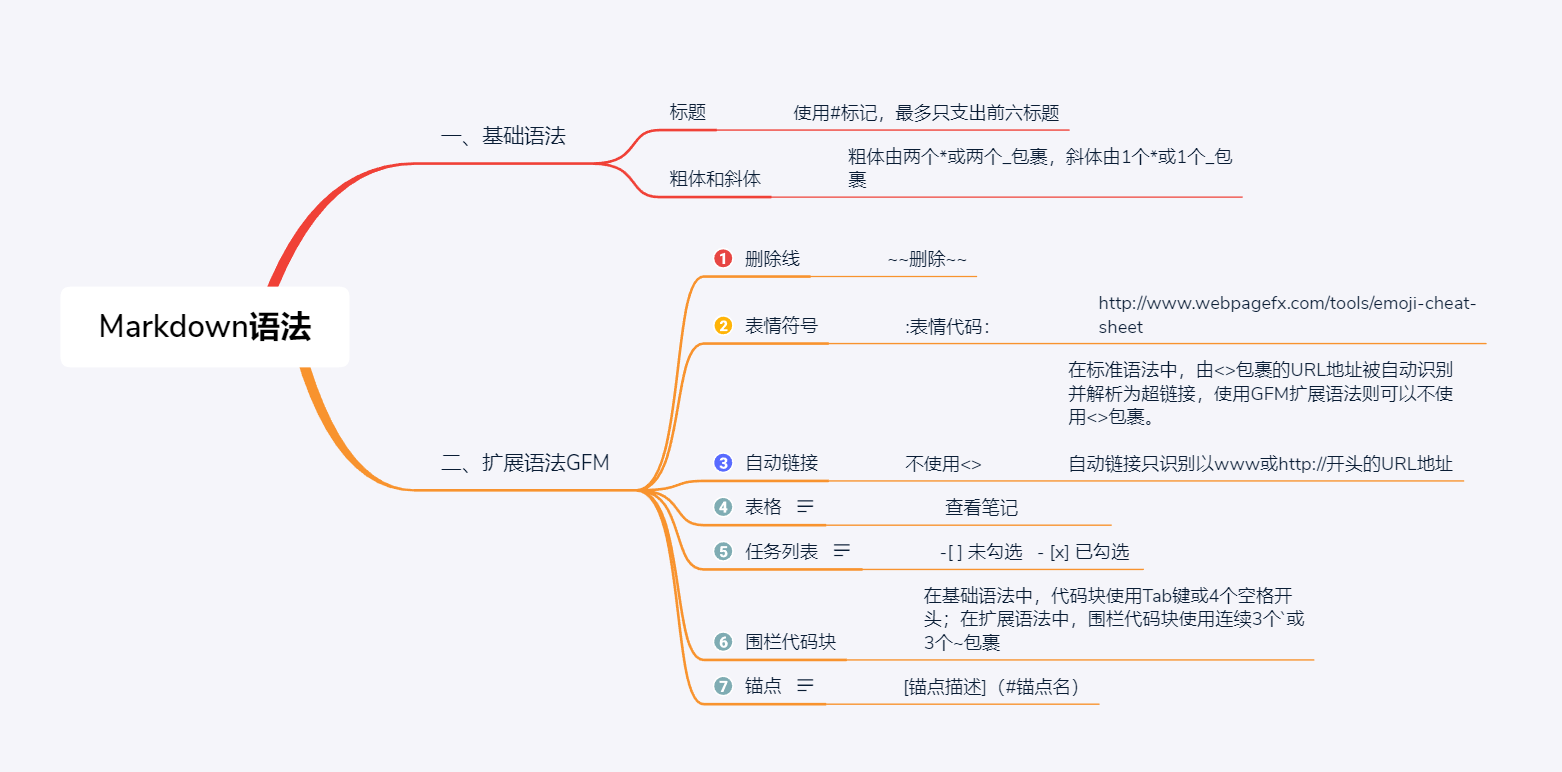 Markdown语法
一、基础语法
标题
使用#标记，最多只支出前六标题
粗体和斜体
粗体由两个*或两个_包裹，斜体由1个*或1个_包
裹
二、扩展语法GFM
1 删除线
~~删除~~
2 表情符号
:表情代码：
http://www.webpagefx.com/tools/emoji-cheat-
sheet
3 自动链接
不使用<>
在标准语法中，由<>包裹的URL地址被自动识别
并解析为超链接，使用GFM扩展语法则可以不使
用<>包裹。
自动链接只识别以www或http://开头的URL地址
4 表格
查看笔记
5 任务列表
-[ ] 未勾选   - [x] 已勾选
6 围栏代码块
在基础语法中，代码块使用Tab键或4个空格开
头；在扩展语法中，围栏代码块使用连续3个`或
3个~包裹
7 锚点
[锚点描述]（#锚点名）